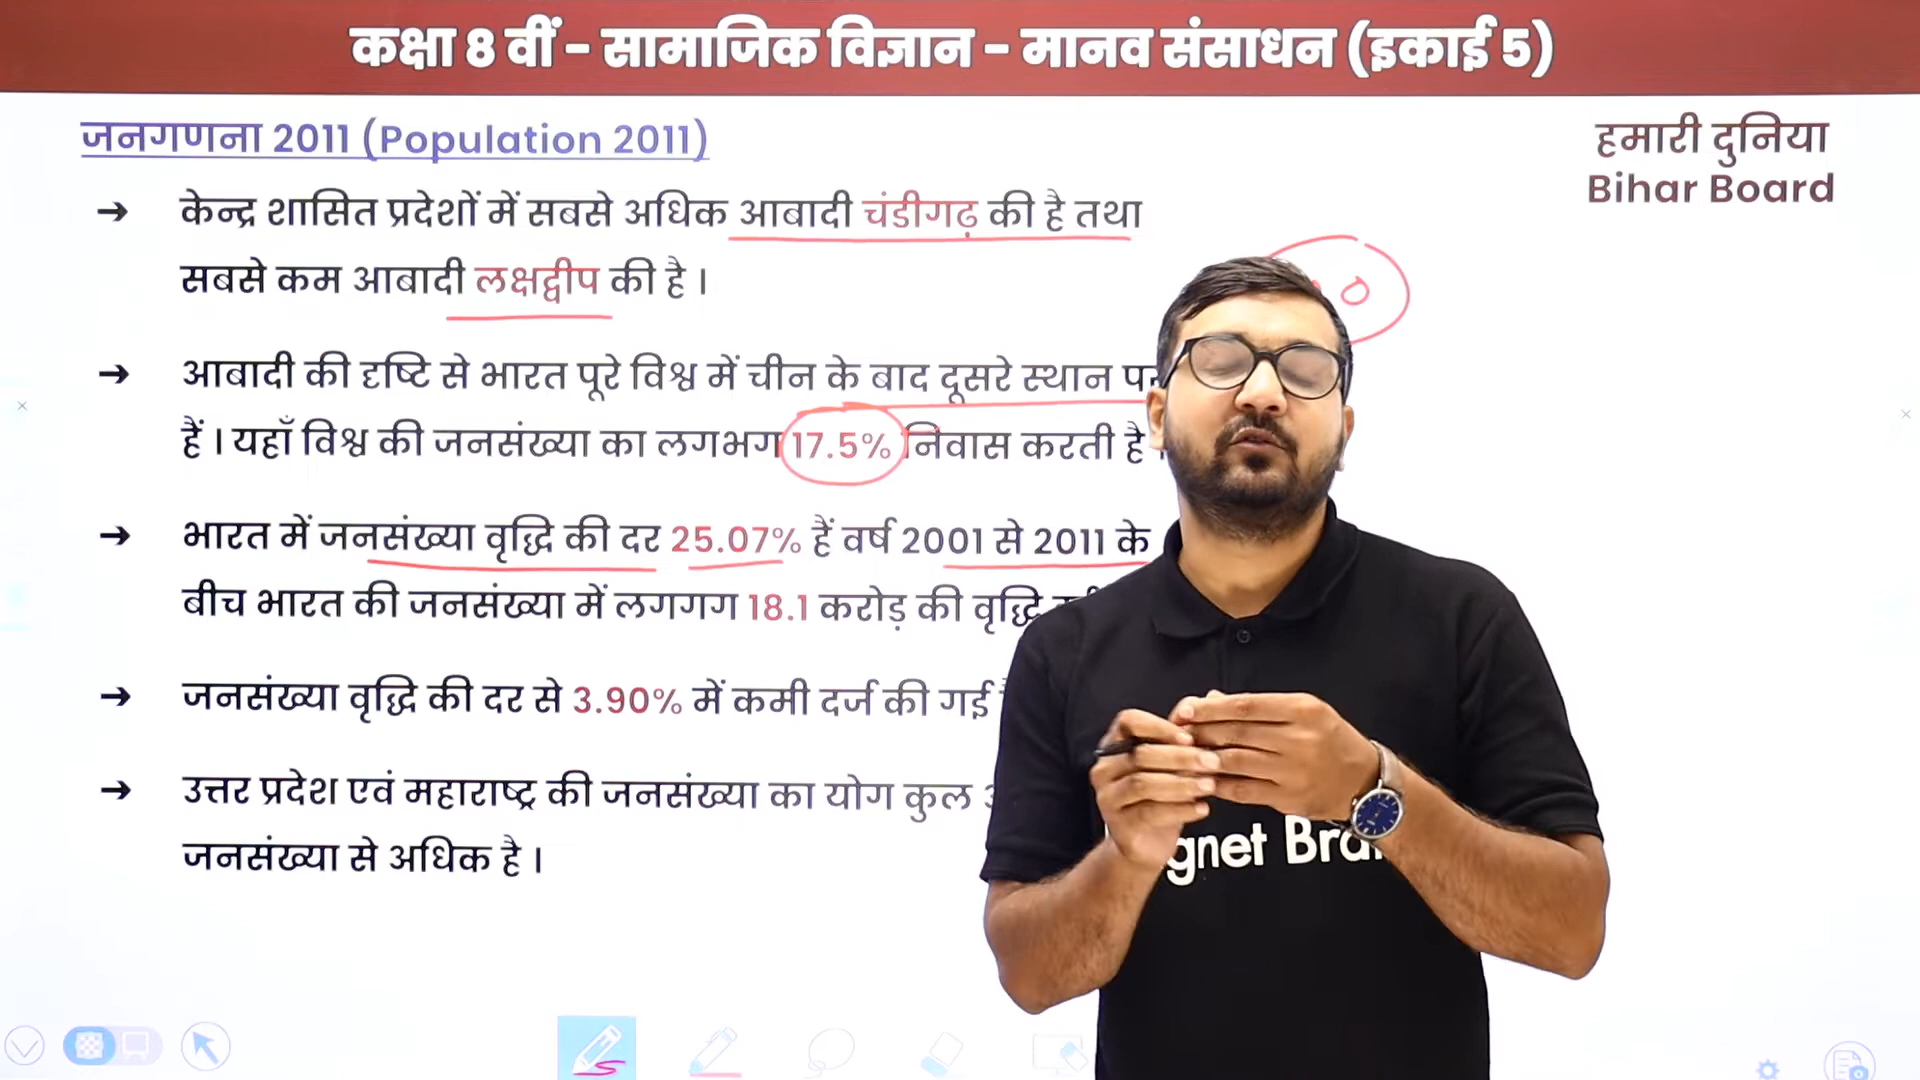 कक्षा 8 वीं - सामाजिक विज्ञान - मानव संसाधन (इकाई 5)
जनगणना 2011 (Population 2011)
हमारी दुनिया
Bihar Board
→ केन्द्र शासित प्रदेशों में सबसे अधिक आबादी चंडीगढ़ की है तथा
सबसे कम आबादी लक्षद्वीप की है ।
→ आबादी की दृष्टि से भारत पूरे विश्व में चीन के बाद दूसरे स्थान पर
हैं । यहाँ विश्व की जनसंख्या का लगभग 17.5% निवास करती है
→ भारत में जनसंख्या वृद्धि की दर 25.07% हैं वर्ष 2001 से 2011 के
बीच भारत की जनसंख्या में लगगग 18.1 करोड़ की वृद्धि
→ जनसंख्या वृद्धि की दर से 3.90% में कमी दर्ज की गई
→ उत्तर प्रदेश एवं महाराष्ट्र की जनसंख्या का योग कुल
जनसंख्या से अधिक है ।